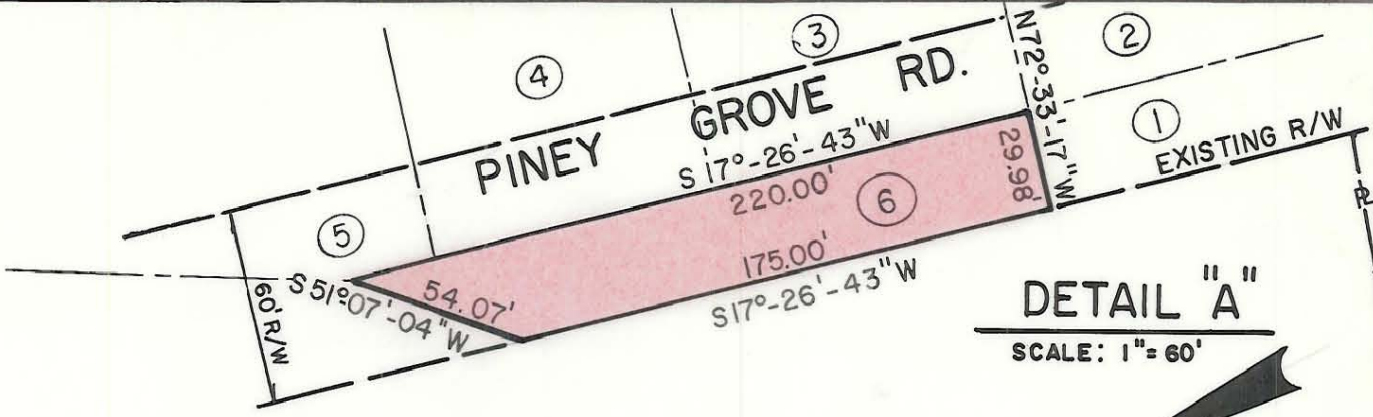 3
2
4
N72°-33'-17"W
PINEY GROVE RD.
1
EXISTING R/W
S 17°-26'-43"W
29.98'
220.00'
6
5
175.00'
S17°-26'-43"W
S 51°-07'-04"W
54.07'
60' R/W
DETAIL "A"
SCALE: 1"= 60'